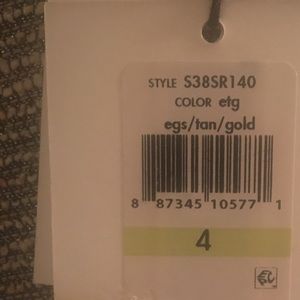 STYLE S38SR140
COLOR etg
egs/tan/gold
8 87345 10577 1
4